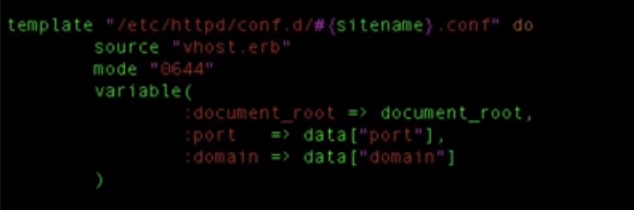 template "/etc/httpd/conf.d/#{sitename}.conf" do
source "vhost.erb"
mode "0644"
variable(
:document_root => document_root,
:port => data["port"],
:domain => data["domain"]
)